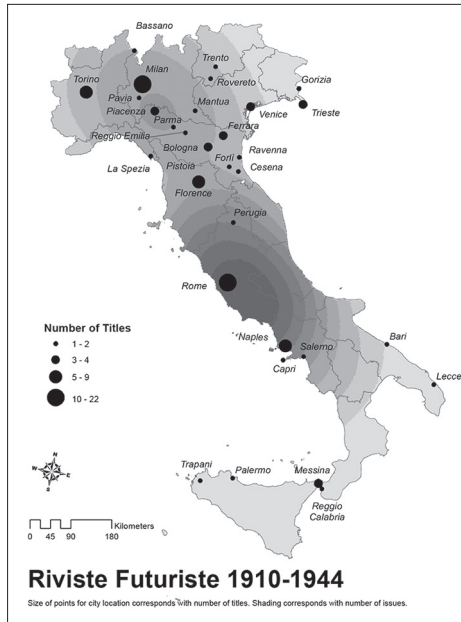 Bassano
Trento
Milan
Torino
Rovereto
Gorizia
Pavia
Mantua
Piacenza
Venice
Trieste
Parma
Ferrara
Reggio Emilia
Ravenna
Bologna
Forlì
La Spezia
Pistoia
Cesena
Florence
Perugia
Rome
Number of Titles
1 - 2
3 - 4
5 - 9
10 - 22
Naples
Salerno
Bari
Capri
Lecce
N
W
E
S
Trapani
Palermo
Messina
Reggio
Calabria
Kilometers
0 45 90 180
Riviste Futuriste 1910-1944
Size of points for city location corresponds with number of titles. Shading corresponds with number of issues.